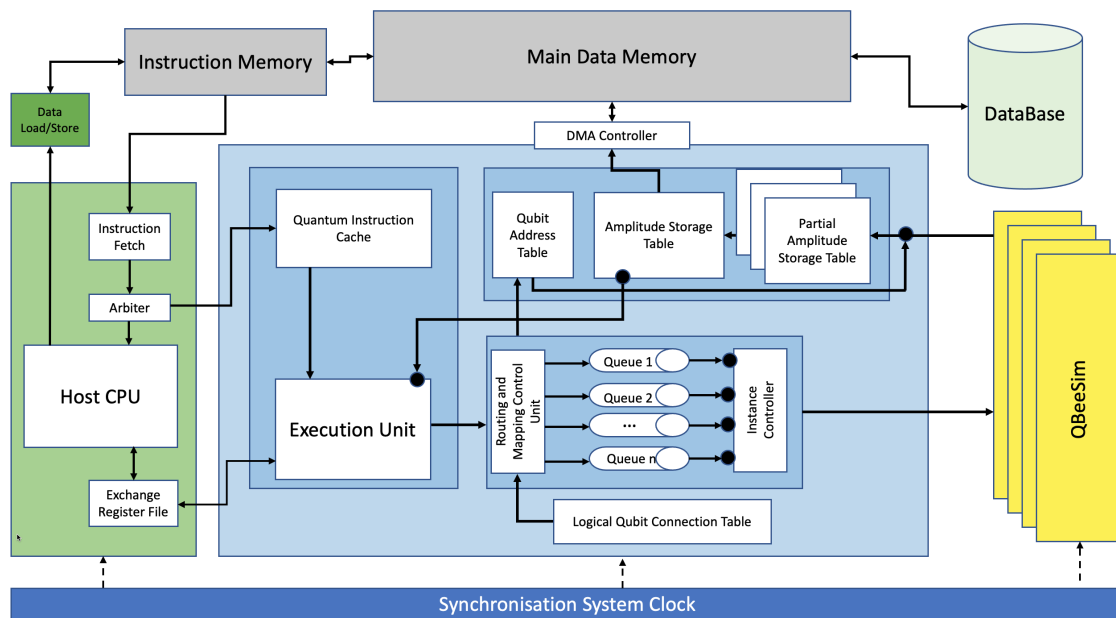 Instruction Memory
Main Data Memory
DataBase
Data
Load/Store
DMA Controller
Instruction
Fetch
Quantum Instruction
Cache
Qubit
Address
Table
Amplitude Storage
Table
Partial
Amplitude
Storage Table
Arbiter
Host CPU
Execution Unit
Routing and
Mapping Control
Unit
Queue 1
Queue 2
...
Queue n
Instance
Controller
QBeeSim
Exchange
Register File
Logical Qubit Connection Table
Synchronisation System Clock